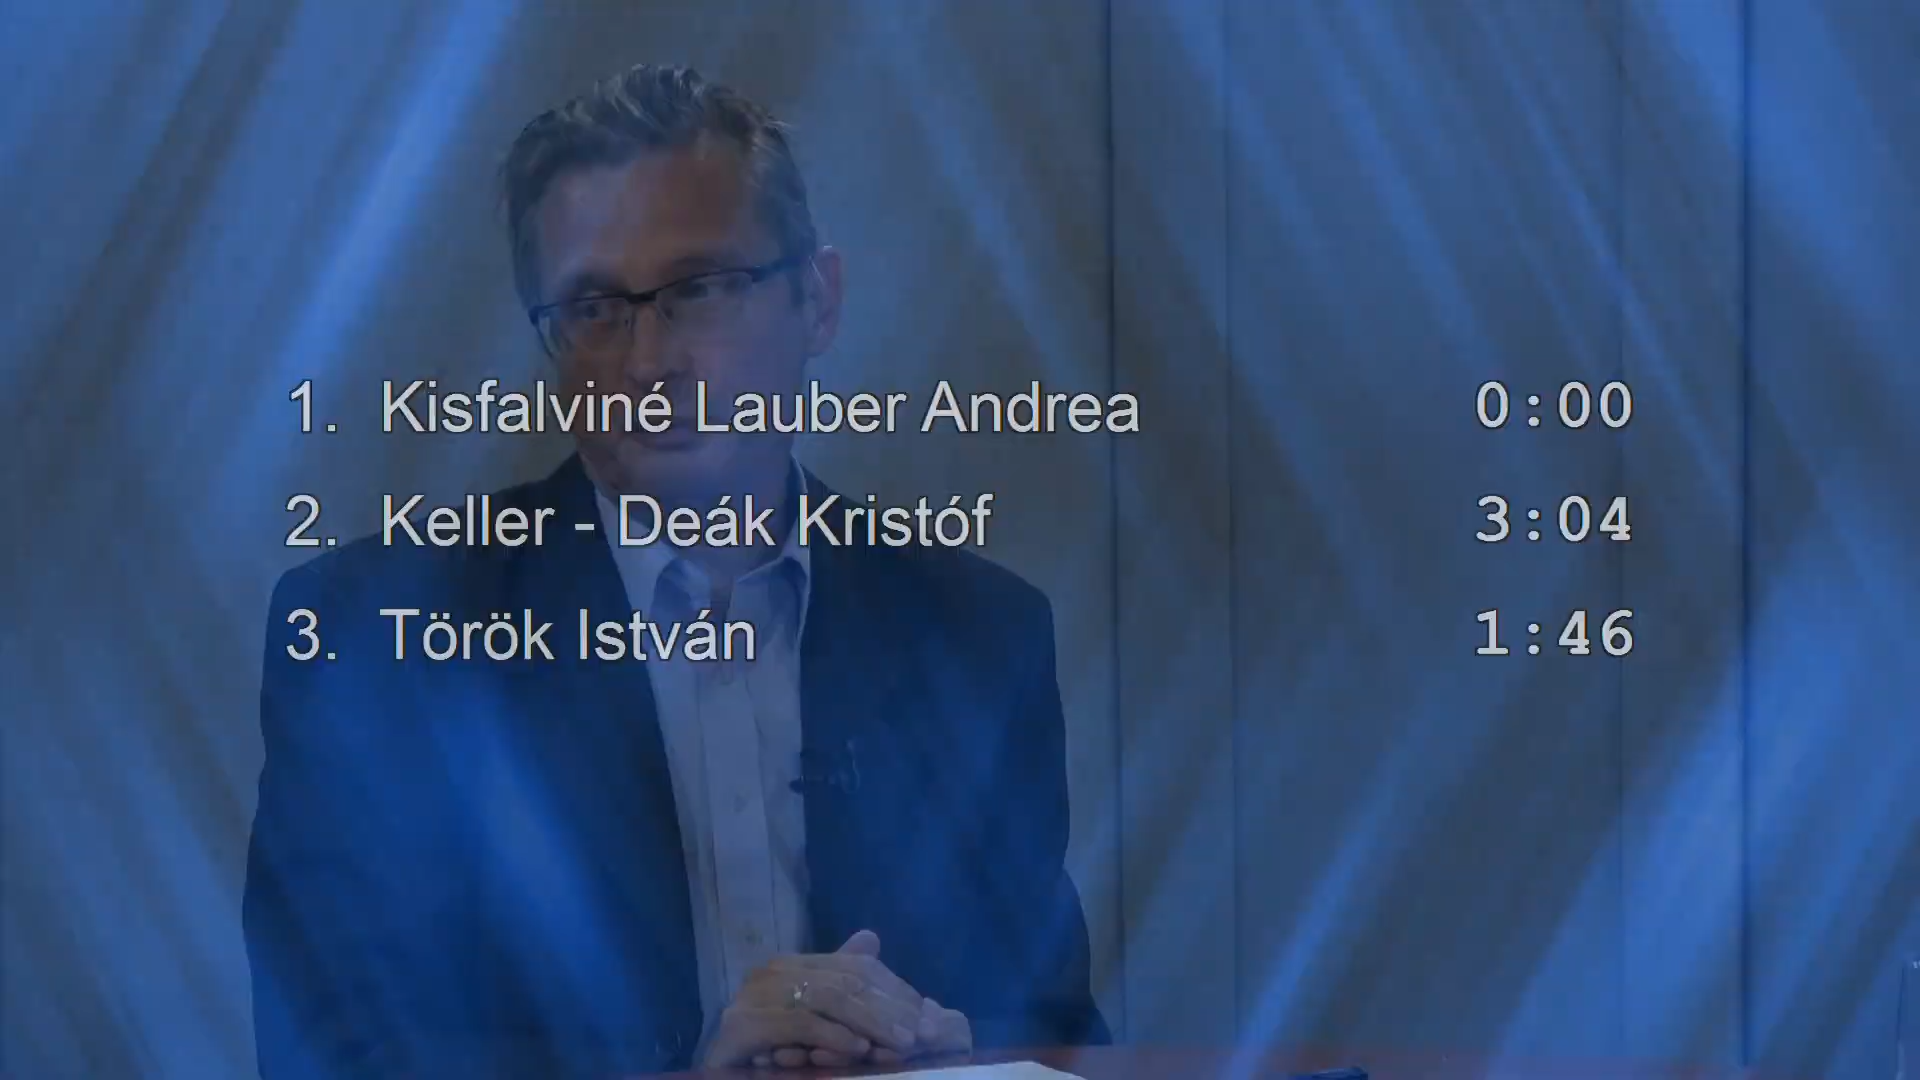 1. Kisfalviné Lauber Andrea 0:00
2. Keller - Deák Kristóf 3:04
3. Török István 1:46